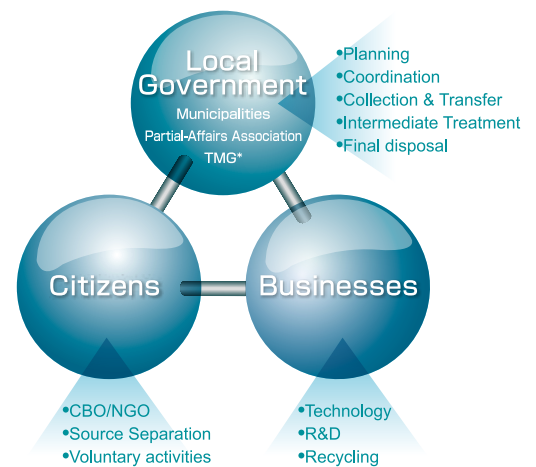 Local
Government
Municipalities
Partial-Affairs Association
TMG*
•Planning
•Coordination
•Collection & Transfer
•Intermediate Treatment
•Final disposal
Citizens
Businesses
•CBO/NGO
•Source Separation
•Voluntary activities
•Technology
•R&D
•Recycling